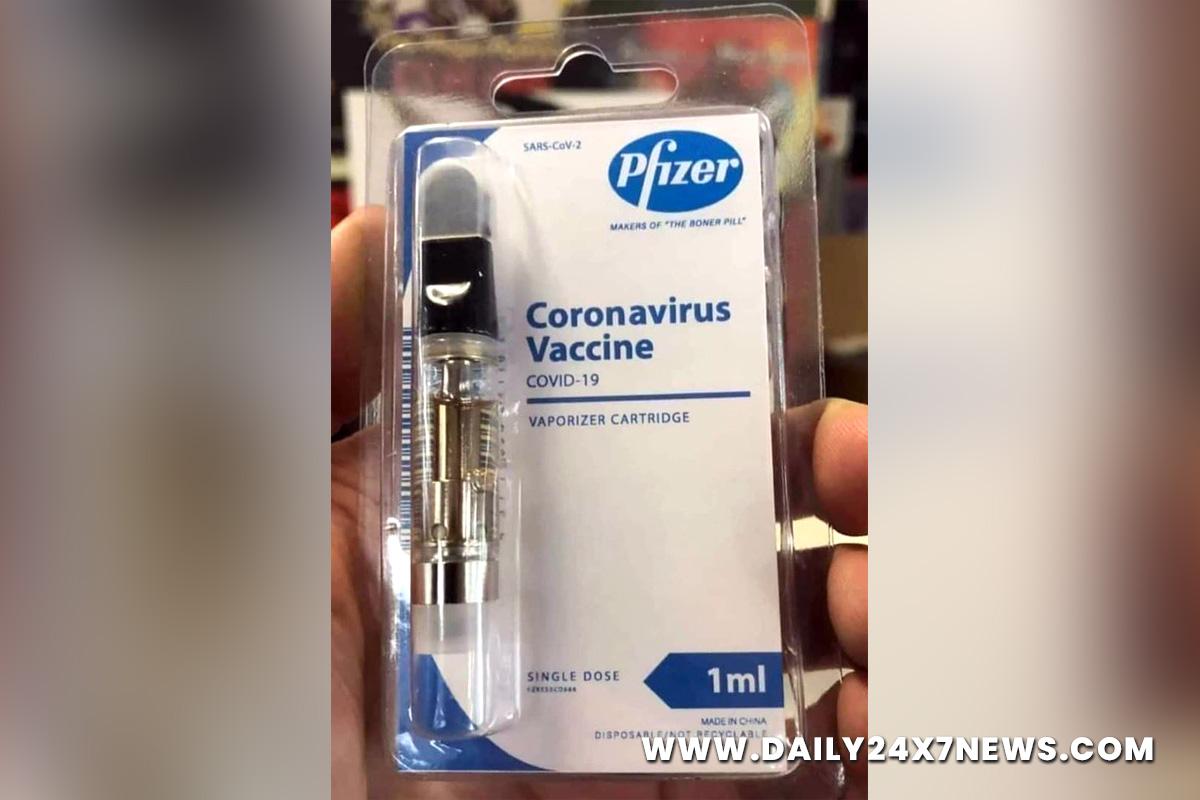 SARS-CoV-2
Pfizer
MAKERS OF "THE BONER PILL"
Coronavirus
Vaccine
COVID-19
VAPORIZER CARTRIDGE
SINGLE DOSE
1ml
MADE IN CHINA
DISPOSABLE/NOT RECYCLABLE
WWW.DAILY24X7NEWS.COM